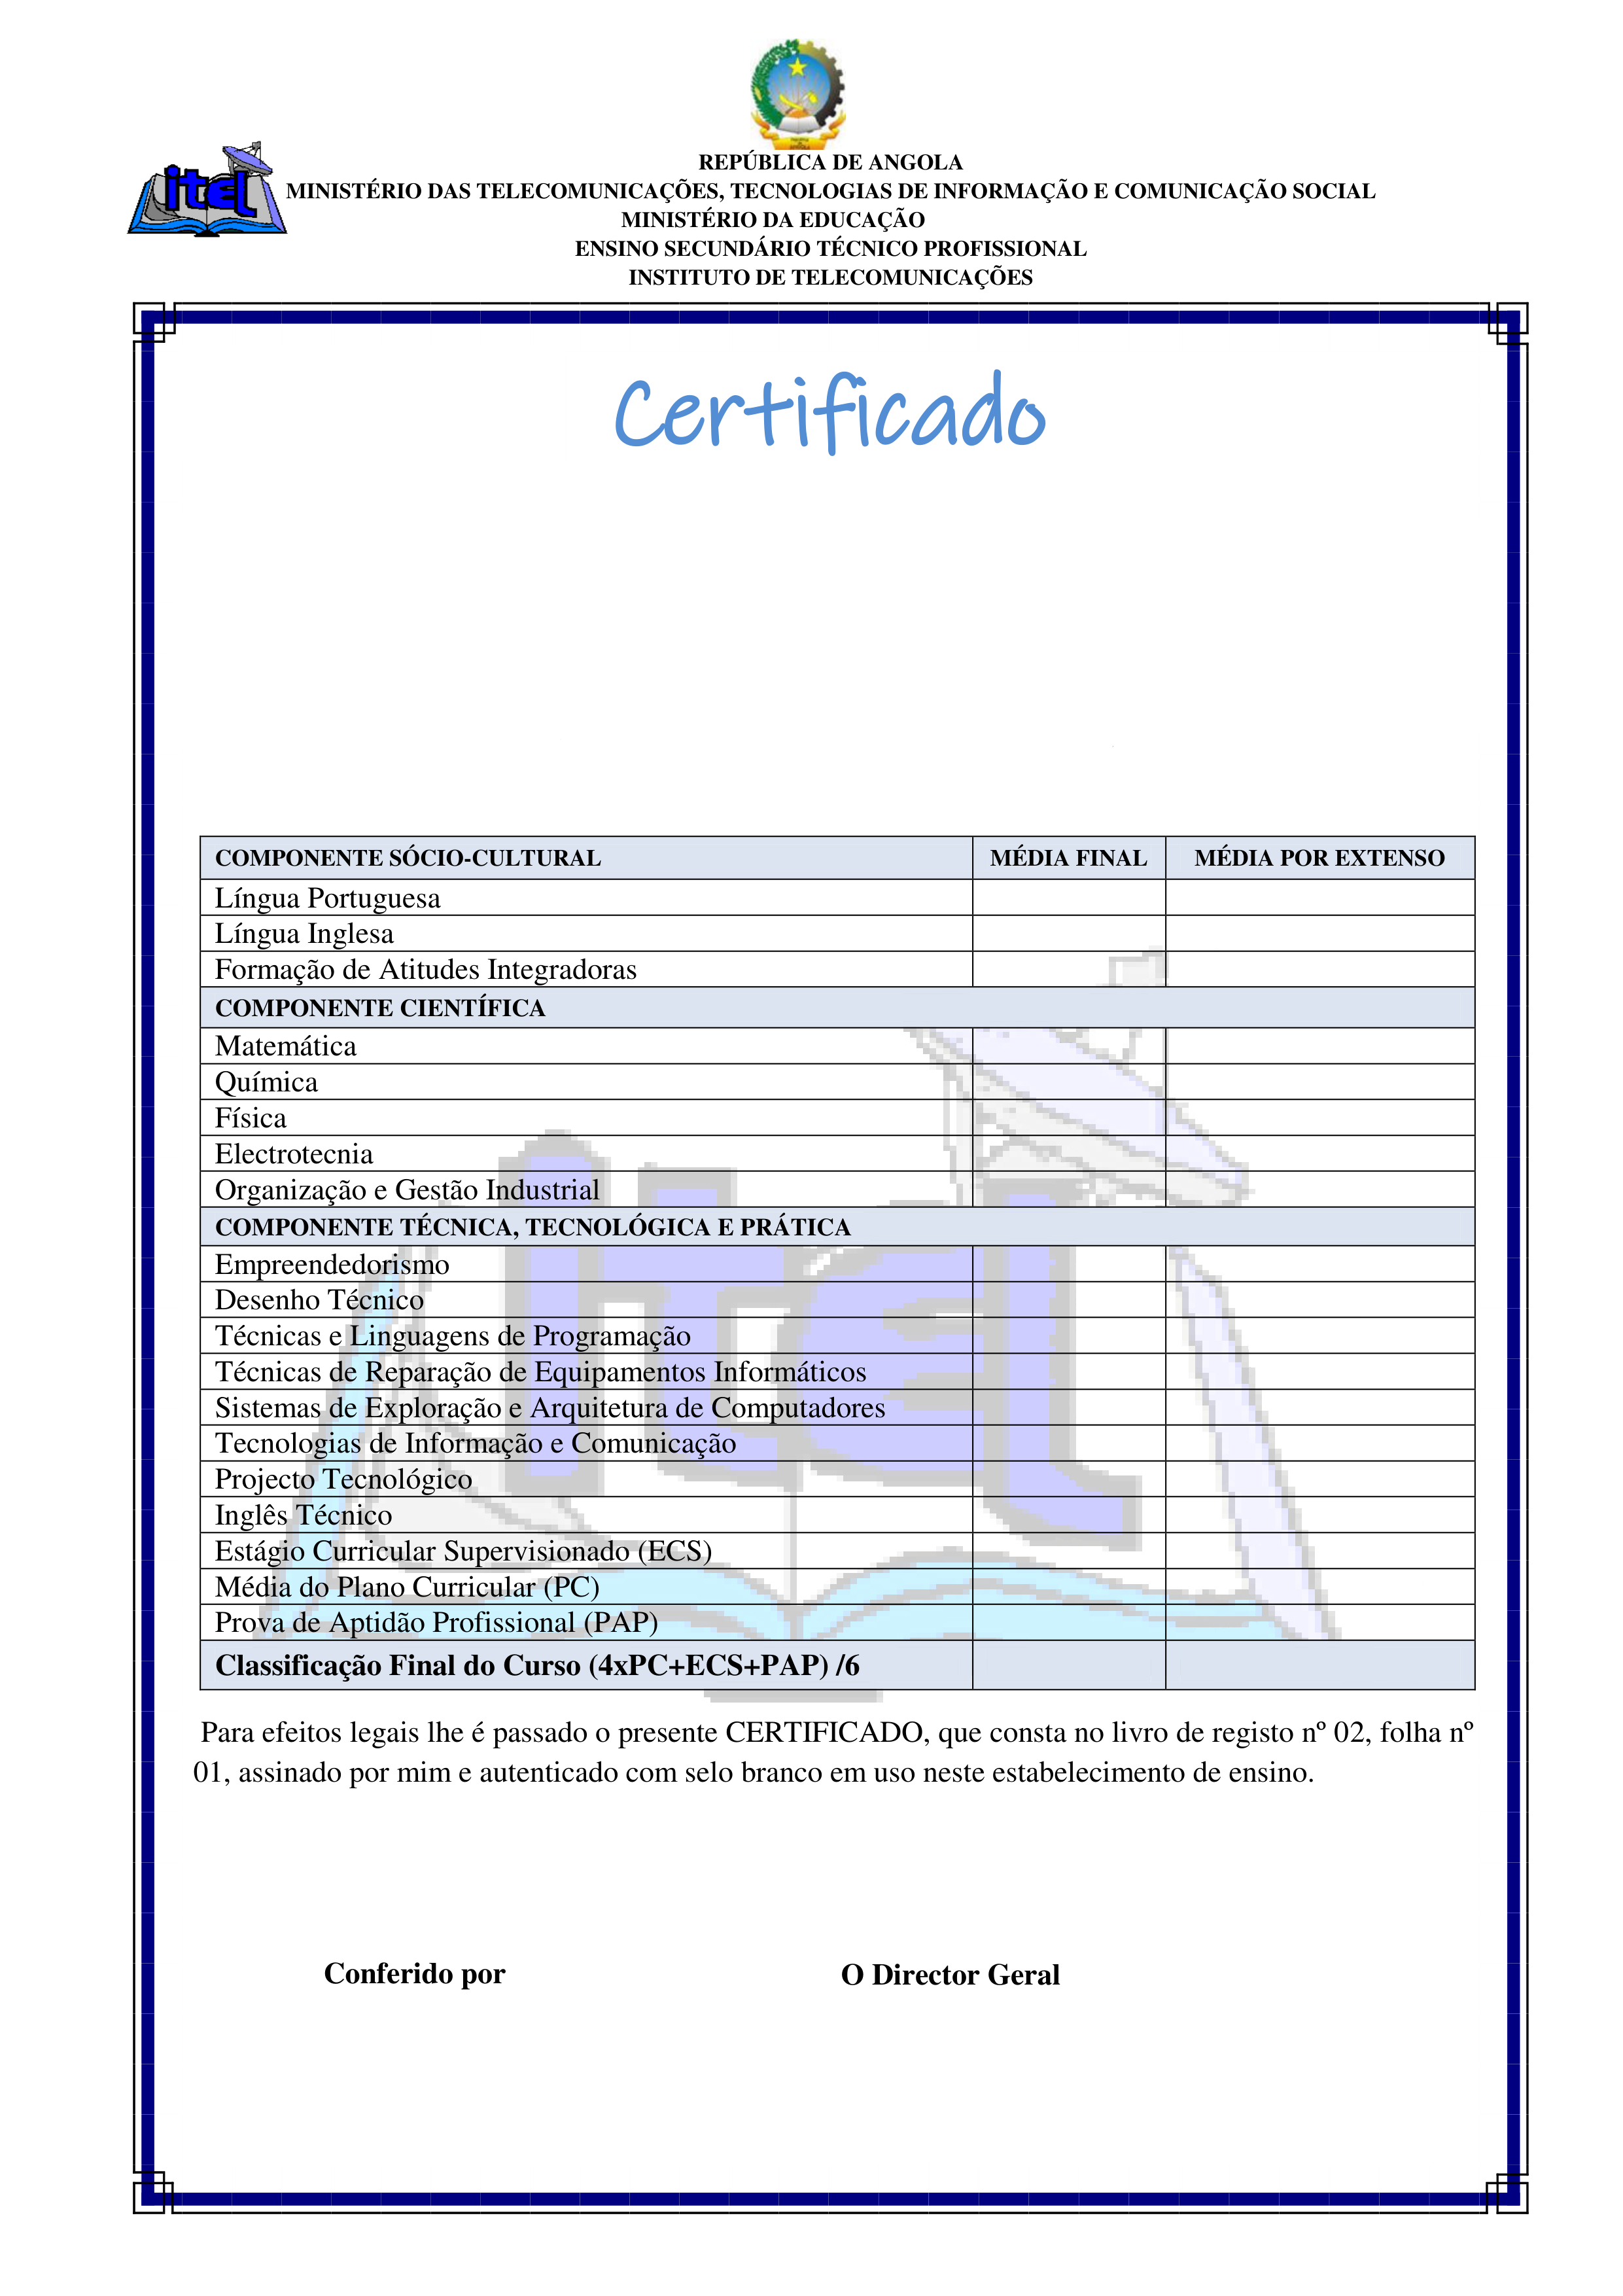 REPÚBLICA DE ANGOLA
itel
MINISTÉRIO DAS TELECOMUNICAÇÕES, TECNOLOGIAS DE INFORMAÇÃO E COMUNICAÇÃO SOCIAL
MINISTÉRIO DA EDUCAÇÃO
ENSINO SECUNDÁRIO TÉCNICO PROFISSIONAL
INSTITUTO DE TELECOMUNICAÇÕES
Certificado
COMPONENTE SÓCIO-CULTURAL MÉDIA FINAL MÉDIA POR EXTENSO
Língua Portuguesa
Língua Inglesa
Formação de Atitudes Integradoras
COMPONENTE CIENTÍFICA
Matemática
Química
Física
Electrotecnia
Organização e Gestão Industrial
COMPONENTE TÉCNICA, TECNOLÓGICA E PRÁTICA
Empreendedorismo
Desenho Técnico
Técnicas e Linguagens de Programação
Técnicas de Reparação de Equipamentos Informáticos
Sistemas de Exploração e Arquitetura de Computadores
Tecnologias de Informação e Comunicação
Projecto Tecnológico
Inglês Técnico
Estágio Curricular Supervisionado (ECS)
Média do Plano Curricular (PC)
Prova de Aptidão Profissional (PAP)
Classificação Final do Curso (4xPC+ECS+PAP) /6
itel
Para efeitos legais lhe é passado o presente CERTIFICADO, que consta no livro de registo nº 02, folha nº
01, assinado por mim e autenticado com selo branco em uso neste estabelecimento de ensino.
Conferido por O Director Geral